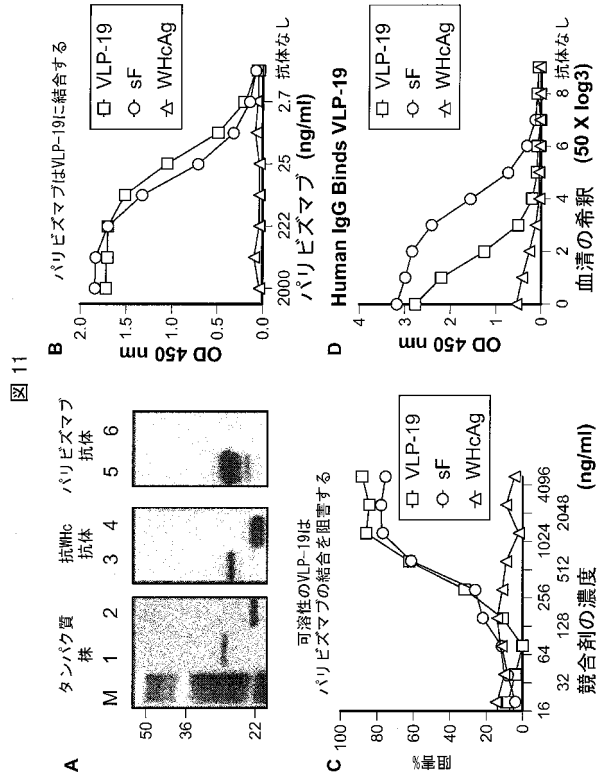 図 11
A
タンパク質
株
抗WHc
抗体
パリビズマブ
抗体
M 1 2
3 4
5 6
50
36
22
B
パリビズマブはVLP-19に結合する
VLP-19
sF
WHcAg
OD 450 nm
2.0
1.5
1.0
0.5
0.0
2000 222 25 2.7 抗体なし
パリビズマブ (ng/ml)
C
可溶性のVLP-19は
パリビズマブの結合を阻害する
VLP-19
sF
WHcAg
阻害%
100
80
60
40
20
0
16 32 64 128 256 512 1024 2048 4096
競合剤の濃度 (ng/ml)
D
Human IgG Binds VLP-19
VLP-19
sF
WHcAg
OD 450 nm
4
3
2
1
0
0 2 4 6 8 抗体なし
血清の希釈 (50 X log3)